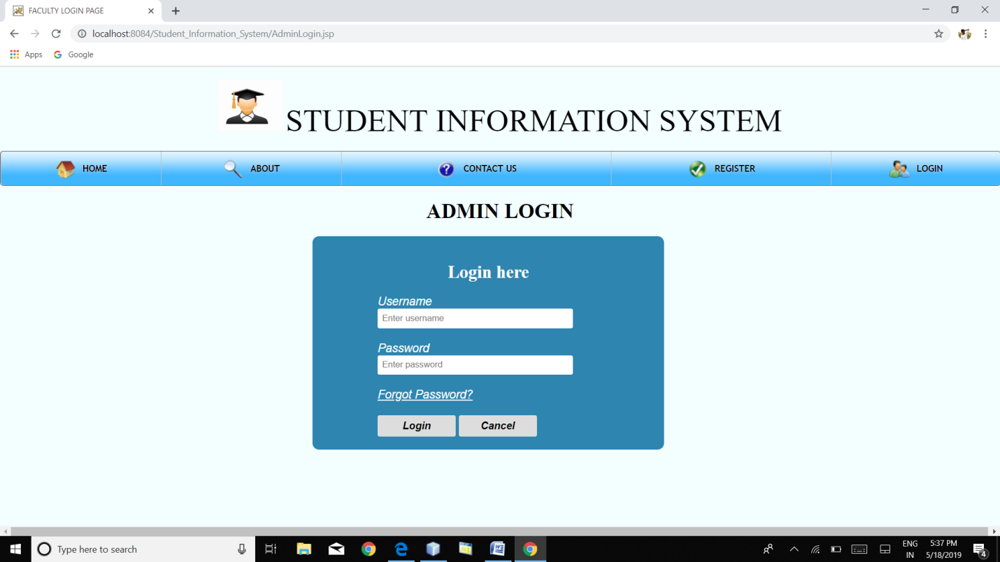 FACULTY LOGIN PAGE
localhost:8084/Student_Information_System/AdminLogin.jsp
Apps Google
STUDENT INFORMATION SYSTEM
HOME ABOUT CONTACT US REGISTER LOGIN
ADMIN LOGIN
Login here
Username
Enter username
Password
Enter password
Forgot Password?
Login Cancel
Type here to search
ENG 5:37 PM
IN 5/18/2019
4